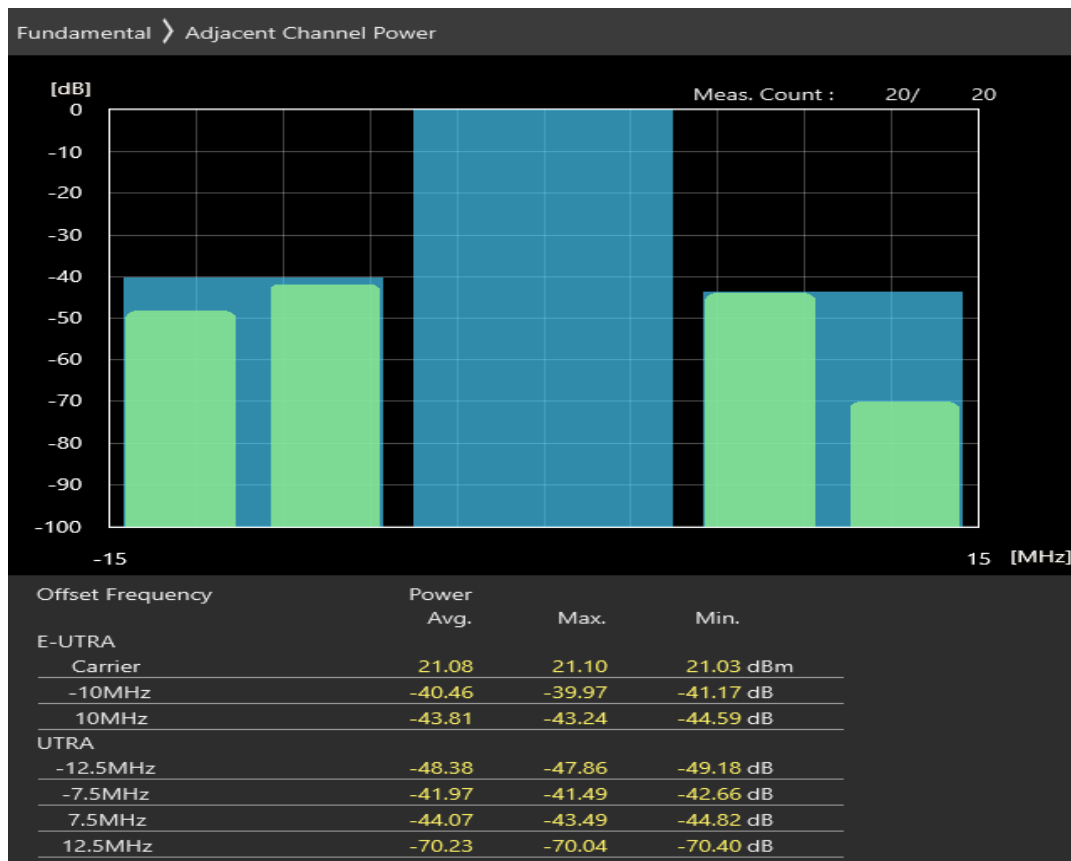 Fundamental 〉 Adjacent Channel Power
[dB]
Meas. Count : 20/ 20
0
-10
-20
-30
-40
-50
-60
-70
-80
-90
-100
-15 15 [MHz]
Offset Frequency Power
Avg. Max. Min.
E-UTRA
Carrier 21.08 21.10 21.03 dBm
-10MHz -40.46 -39.97 -41.17 dB
10MHz -43.81 -43.24 -44.59 dB
UTRA
-12.5MHz -48.38 -47.86 -49.18 dB
-7.5MHz -41.97 -41.49 -42.66 dB
7.5MHz -44.07 -43.49 -44.82 dB
12.5MHz -70.23 -70.04 -70.40 dB